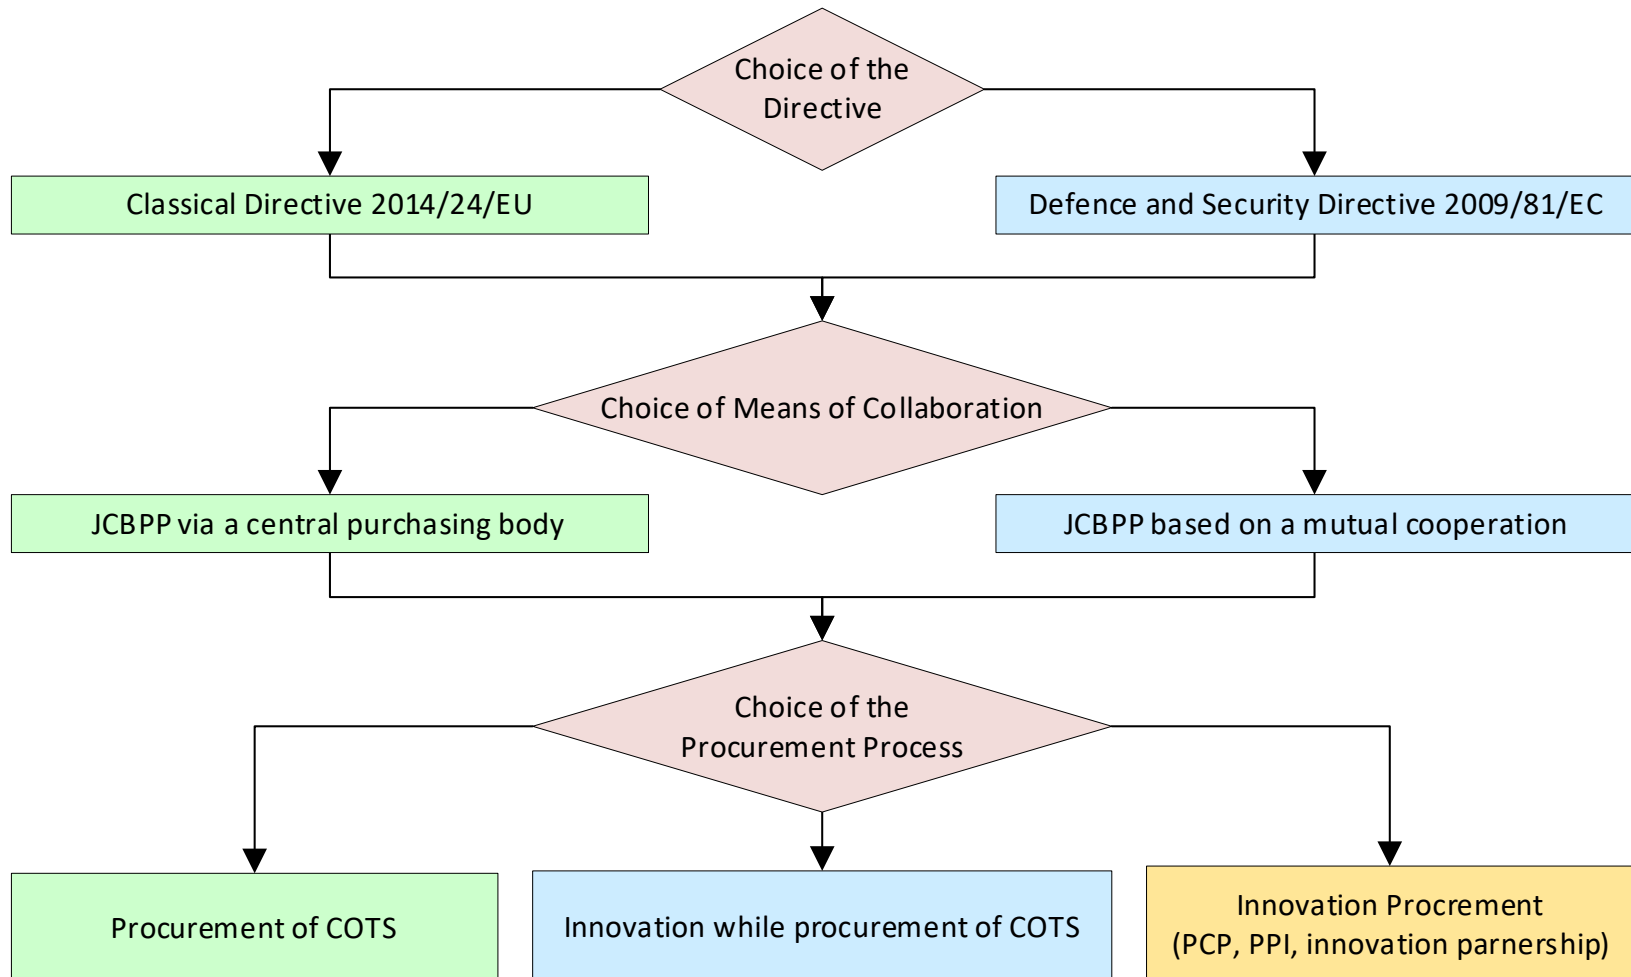 Choice of the
Directive
Classical Directive 2014/24/EU
Defence and Security Directive 2009/81/EC
Choice of Means of Collaboration
JCBPP via a central purchasing body
JCBPP based on a mutual cooperation
Choice of the
Procurement Process
Procurement of COTS
Innovation while procurement of COTS
Innovation Procrement
(PCP, PPI, innovation parnership)